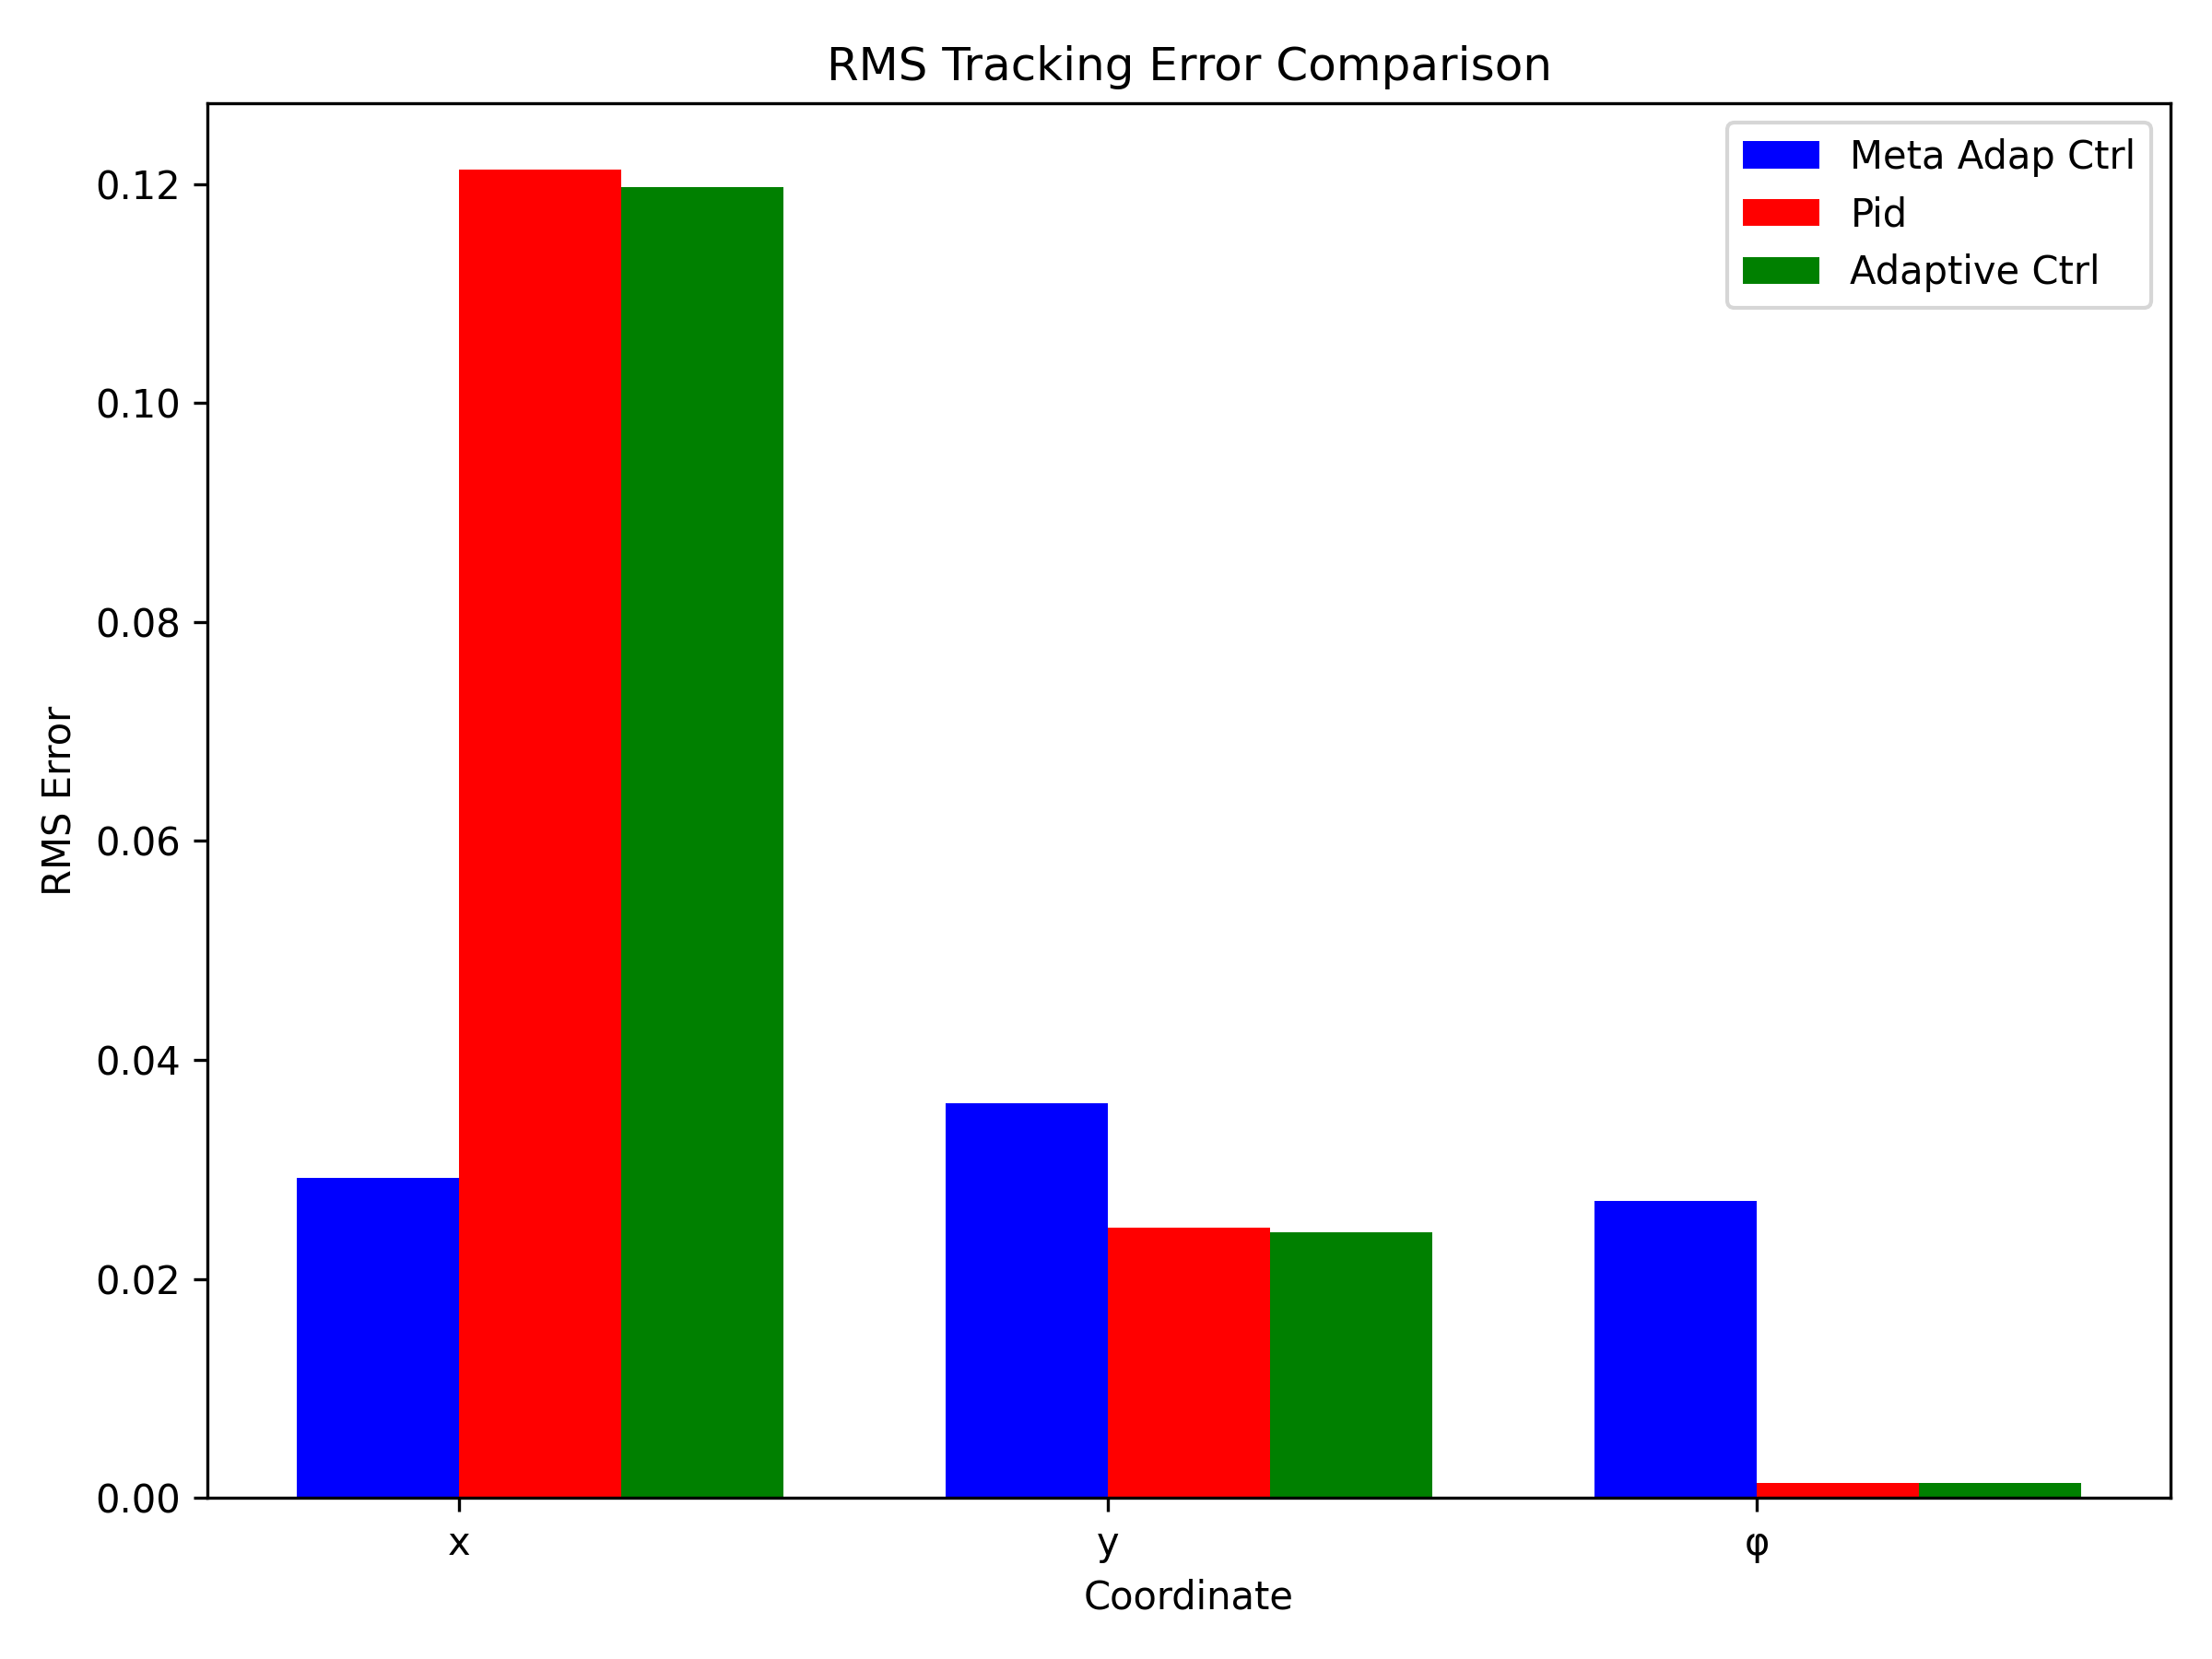 RMS Tracking Error Comparison
Meta Adap Ctrl
Pid
Adaptive Ctrl
RMS Error
0.12
0.10
0.08
0.06
0.04
0.02
0.00
x
y
φ
Coordinate